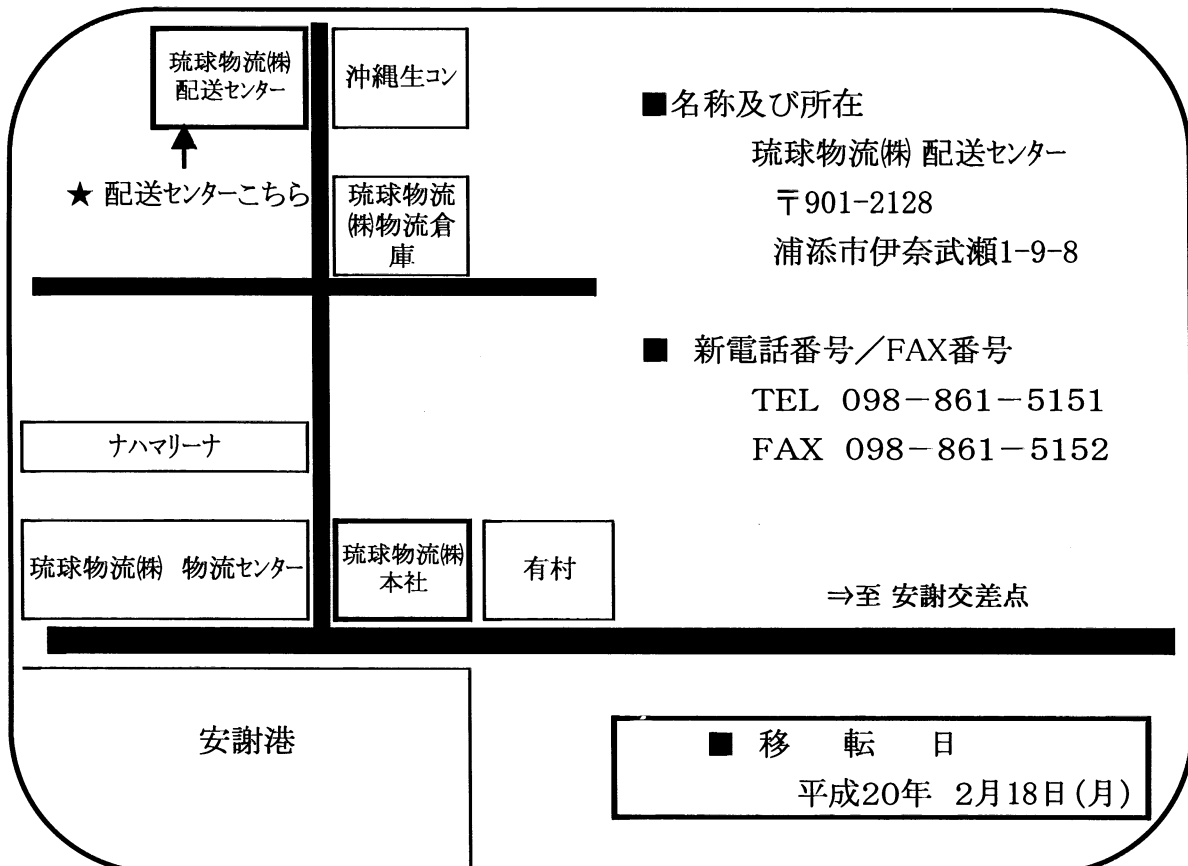 琉球物流㈱
配送センター
沖縄生コン
★ 配送センターこちら
琉球物流
㈱物流倉
庫
ナハマリーナ
琉球物流㈱ 物流センター
琉球物流㈱
本社
有村
⇒至 安謝交差点
安謝港
■名称及び所在
琉球物流㈱ 配送センター
〒901-2128
浦添市伊奈武瀬1-9-8
■ 新電話番号／FAX番号
TEL 098－861－5151
FAX 098－861－5152
■ 移 転 日
平成20年 2月18日(月)